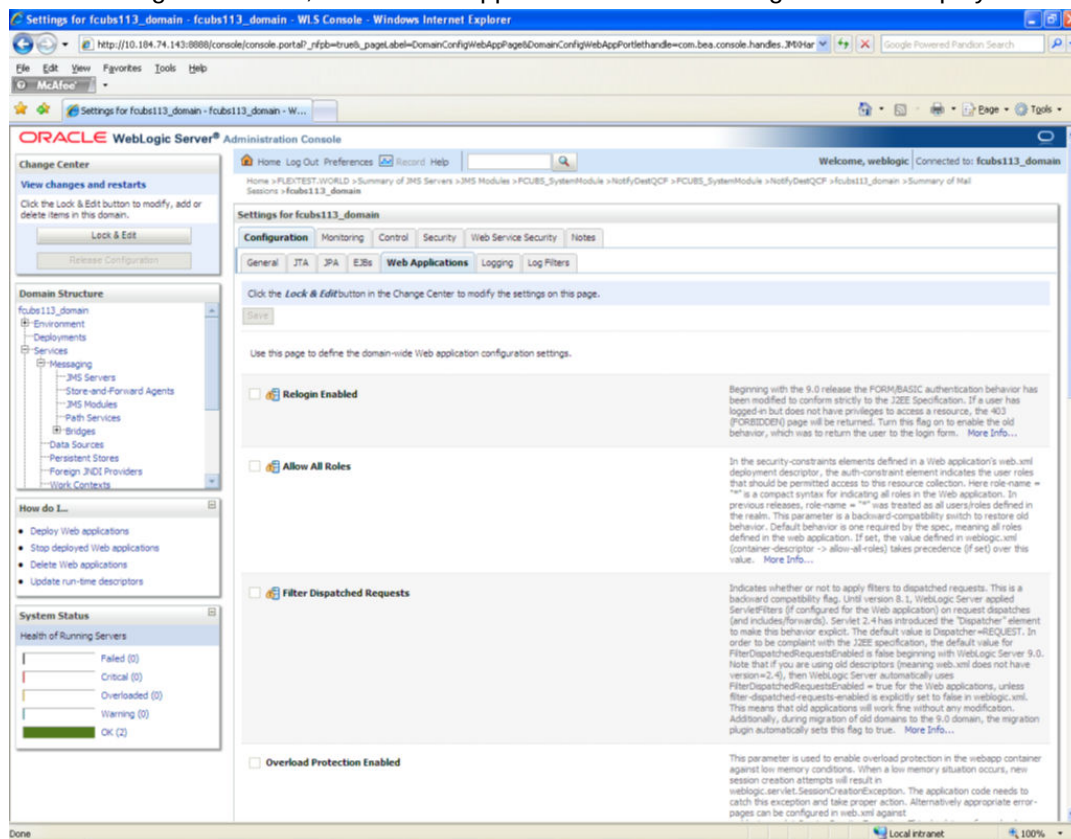 Settings for fcubs113_domain - fcubs113_domain - WLS Console - Windows Internet Explorer
http://10.184.74.143:8888/console/console.portal?_nfpb=true&_pageLabel=DomainConfigWebAppPage&DomainConfigWebAppPortlethandle=com.bea.console.handles.JMXHar
Google Powered Pandion Search
File Edit View Favorites Tools Help
McAfee
Settings for fcubs113_domain - fcubs113_domain - W...
Page Tools
ORACLE WebLogic Server® Administration Console
Change Center
View changes and restarts
Click the Lock & Edit button to modify, add or
delete items in this domain.
Lock & Edit
Release Configuration
Domain Structure
fcubs113_domain
Environment
Deployments
Services
Messaging
JMS Servers
Store-and-Forward Agents
JMS Modules
Path Services
Bridges
Data Sources
Persistent Stores
Foreign JNDI Providers
Work Contexts
How do I...
Deploy Web applications
Stop deployed Web applications
Delete Web applications
Update run-time descriptors
System Status
Health of Running Servers
Failed (0)
Critical (0)
Overloaded (0)
Warning (0)
OK (2)
Home Log Out Preferences Record Help
Welcome, weblogic Connected to: fcubs113_domain
Home >FLEXTEST.WORLD >Summary of JMS Servers >JMS Modules >FCUBS_SystemModule >NotifyDestQCF >FCUBS_SystemModule >NotifyDestQCF >fcubs113_domain >Summary of Mail
Sessions >fcubs113_domain
Settings for fcubs113_domain
Configuration Monitoring Control Security Web Service Security Notes
General JTA JPA EJBs Web Applications Logging Log Filters
Click the Lock & Edit button in the Change Center to modify the settings on this page.
Save
Use this page to define the domain-wide Web application configuration settings.
Relogin Enabled
Beginning with the 9.0 release the FORM/BASIC authentication behavior has
been modified to conform strictly to the J2EE Specification. If a user has
logged-in but does not have privileges to access a resource, the 403
(FORBIDDEN) page will be returned. Turn this flag on to enable the old
behavior, which was to return the user to the login form. More Info...
Allow All Roles
In the security-constraints elements defined in a Web application's web.xml
deployment descriptor, the auth-constraint element indicates the user roles
that should be permitted access to this resource collection. Here role-name =
"*" is a compact syntax for indicating all roles in the Web application. In
previous releases, role-name = "*" was treated as all users/roles defined in
the realm. This parameter is a backward-compatibility switch to restore old
behavior. Default behavior is one required by the spec, meaning all roles
defined in the web application. If set, the value defined in weblogic.xml
(container-descriptor -> allow-all-roles) takes precedence (if set) over this
value. More Info...
Filter Dispatched Requests
Indicates whether or not to apply filters to dispatched requests. This is a
backward compatibility flag. Until version 8.1, WebLogic Server applied
ServletFilters (if configured for the Web application) on request dispatches
(and includes/forwards). Servlet 2.4 has introduced the "Dispatcher" element
to make this behavior explicit. The default value is Dispatcher=REQUEST. In
order to be complaint with the J2EE specification, the default value for
FilterDispatchedRequestsEnabled is false beginning with WebLogic Server 9.0.
Note that if you are using old descriptors (meaning web.xml does not have
version=2.4), then WebLogic Server automatically uses
FilterDispatchedRequestsEnabled = true for the Web applications, unless
filter-dispatched-requests-enabled is explicitly set to false in weblogic.xml.
This means that old applications will work fine without any modification.
Additionally, during migration of old domains to the 9.0 domain, the migration
plugin automatically sets this flag to true. More Info...
Overload Protection Enabled
This parameter is used to enable overload protection in the webapp container
against low memory conditions. When a low memory situation occurs, new
session creation attempts will result in
weblogic.servlet.SessionCreationException. The application code needs to
catch this exception and take proper action. Alternatively appropriate error-
pages can be configured in web.xml against
Done
Local intranet
100%